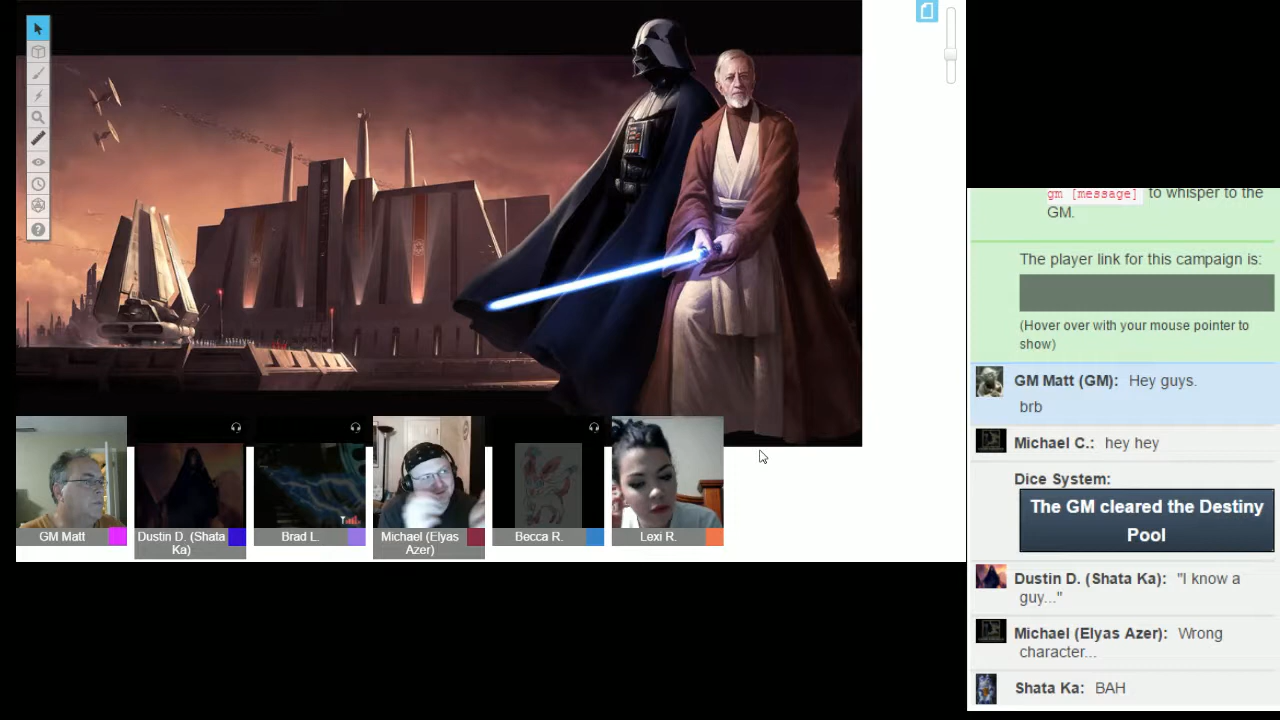 gm [message] to whisper to the
GM.
The player link for this campaign is:
(Hover over with your mouse pointer to
show)
GM Matt (GM): Hey guys.
brb
Michael C.: hey hey
Dice System:
The GM cleared the Destiny
Pool
Dustin D. (Shata Ka): "I know a
guy..."
Michael (Elyas Azer): Wrong
character...
Shata Ka: BAH
GM Matt
Dustin D. (Shata
Ka)
Brad L.
Michael (Elyas
Azer)
Becca R.
Lexi R.